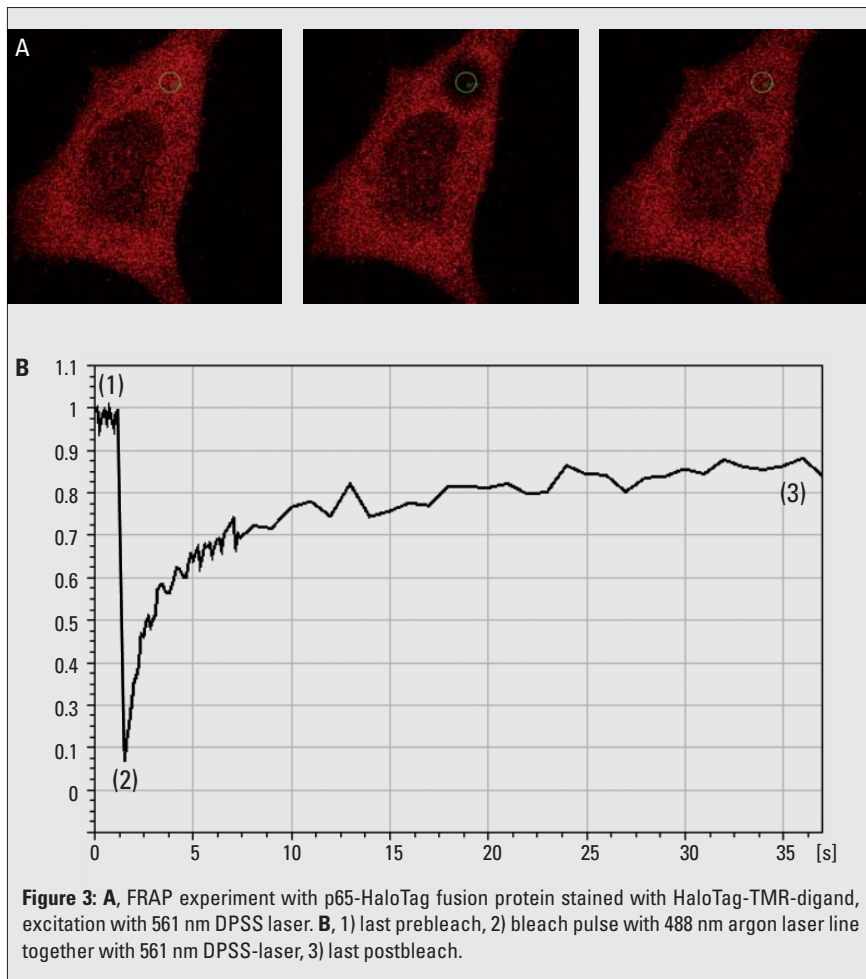 A
B
1.1
1
0.9
0.8
0.7
0.6
0.5
0.4
0.3
0.1
0
(1)
(2)
(3)
0 5 10 15 20 25 30 35 [s]
Figure 3: A, FRAP experiment with p65-HaloTag fusion protein stained with HaloTag-TMR-digand,
excitation with 561 nm DPSS laser. B, 1) last prebleach, 2) bleach pulse with 488 nm argon laser line
together with 561 nm DPSS-laser, 3) last postbleach.